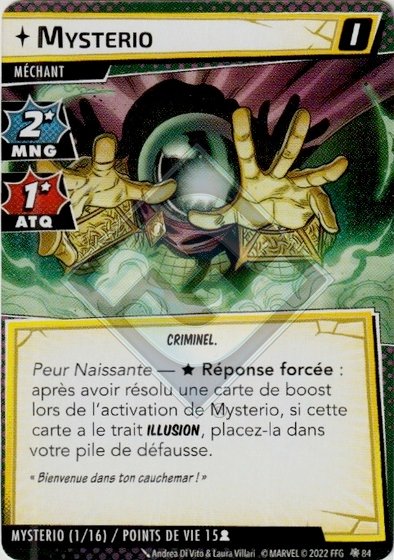 MYSTERIO
I
MÉCHANT
2*
MNG
1*
ATQ
CRIMINEL.
Peur Naissante — ★ Réponse forcée :
après avoir résolu une carte de boost
lors de l'activation de Mysterio, si cette
carte a le trait ILLUSION, placez-la dans
votre pile de défausse.
« Bienvenue dans ton cauchemar ! »
MYSTERIO (1/16) / POINTS DE VIE 15
Andrea Di Vito & Laura Villari © MARVEL © 2022 FFG 84